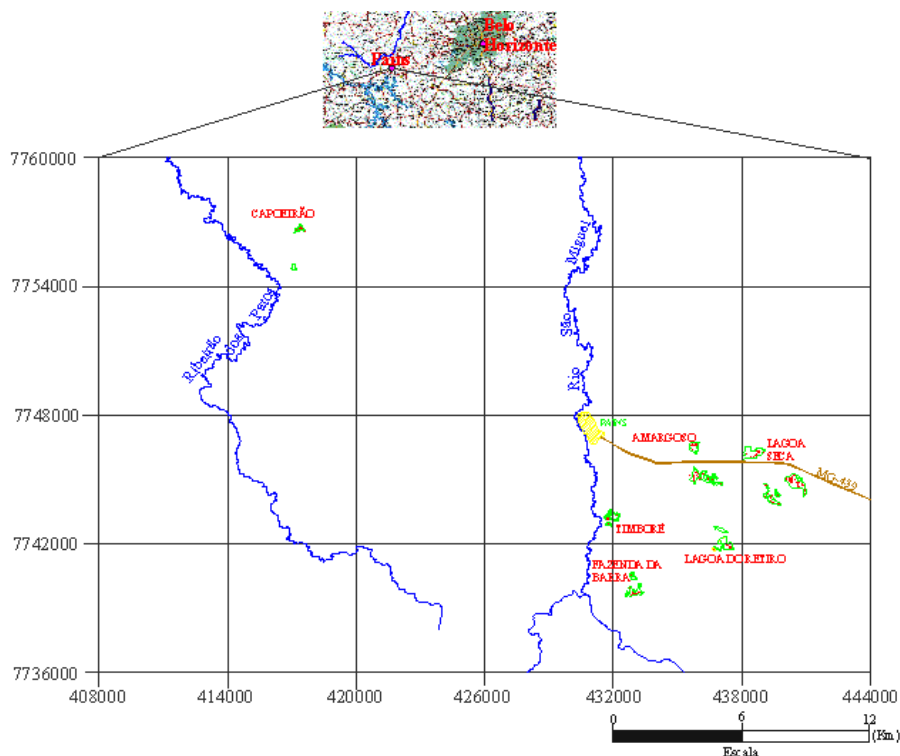 Belo
Horizonte
Pains
7760000
CAPOEIRÃO
Miguel
7754000
Patos
São
dos
Ribeirão
Rio
7748000
PAINS
AMARGOSO
LAGOA
SECA
MG-439
TIMBORÉ
7742000
LAGOA DO RETIRO
FAZENDA DA
BARRA
7736000
408000 414000 420000 426000 432000 438000 444000
0 6 12
(Km)
Escala